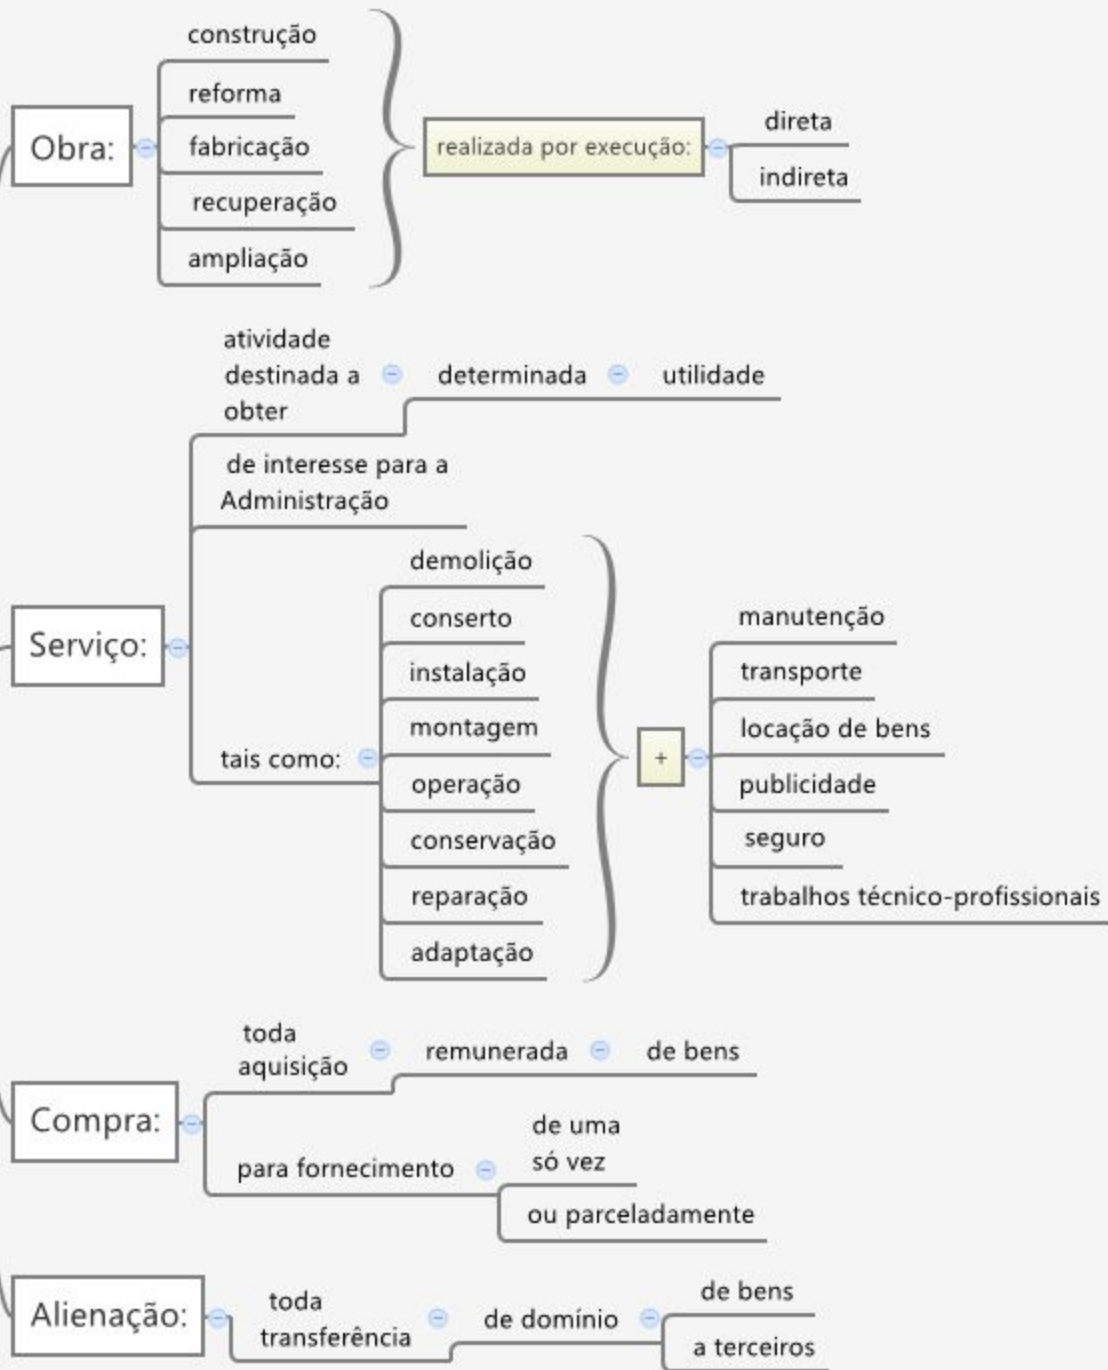 Obra:
construção
reforma
fabricação
recuperação
ampliação
realizada por execução:
direta
indireta
Serviço:
atividade
destinada a
obter
determinada
utilidade
de interesse para a
Administração
tais como:
demolição
conserto
instalação
montagem
operação
conservação
reparação
adaptação
+
manutenção
transporte
locação de bens
publicidade
seguro
trabalhos técnico-profissionais
Compra:
toda
aquisição
remunerada
de bens
para fornecimento
de uma
só vez
ou parceladamente
Alienação:
toda
transferência
de domínio
de bens
a terceiros